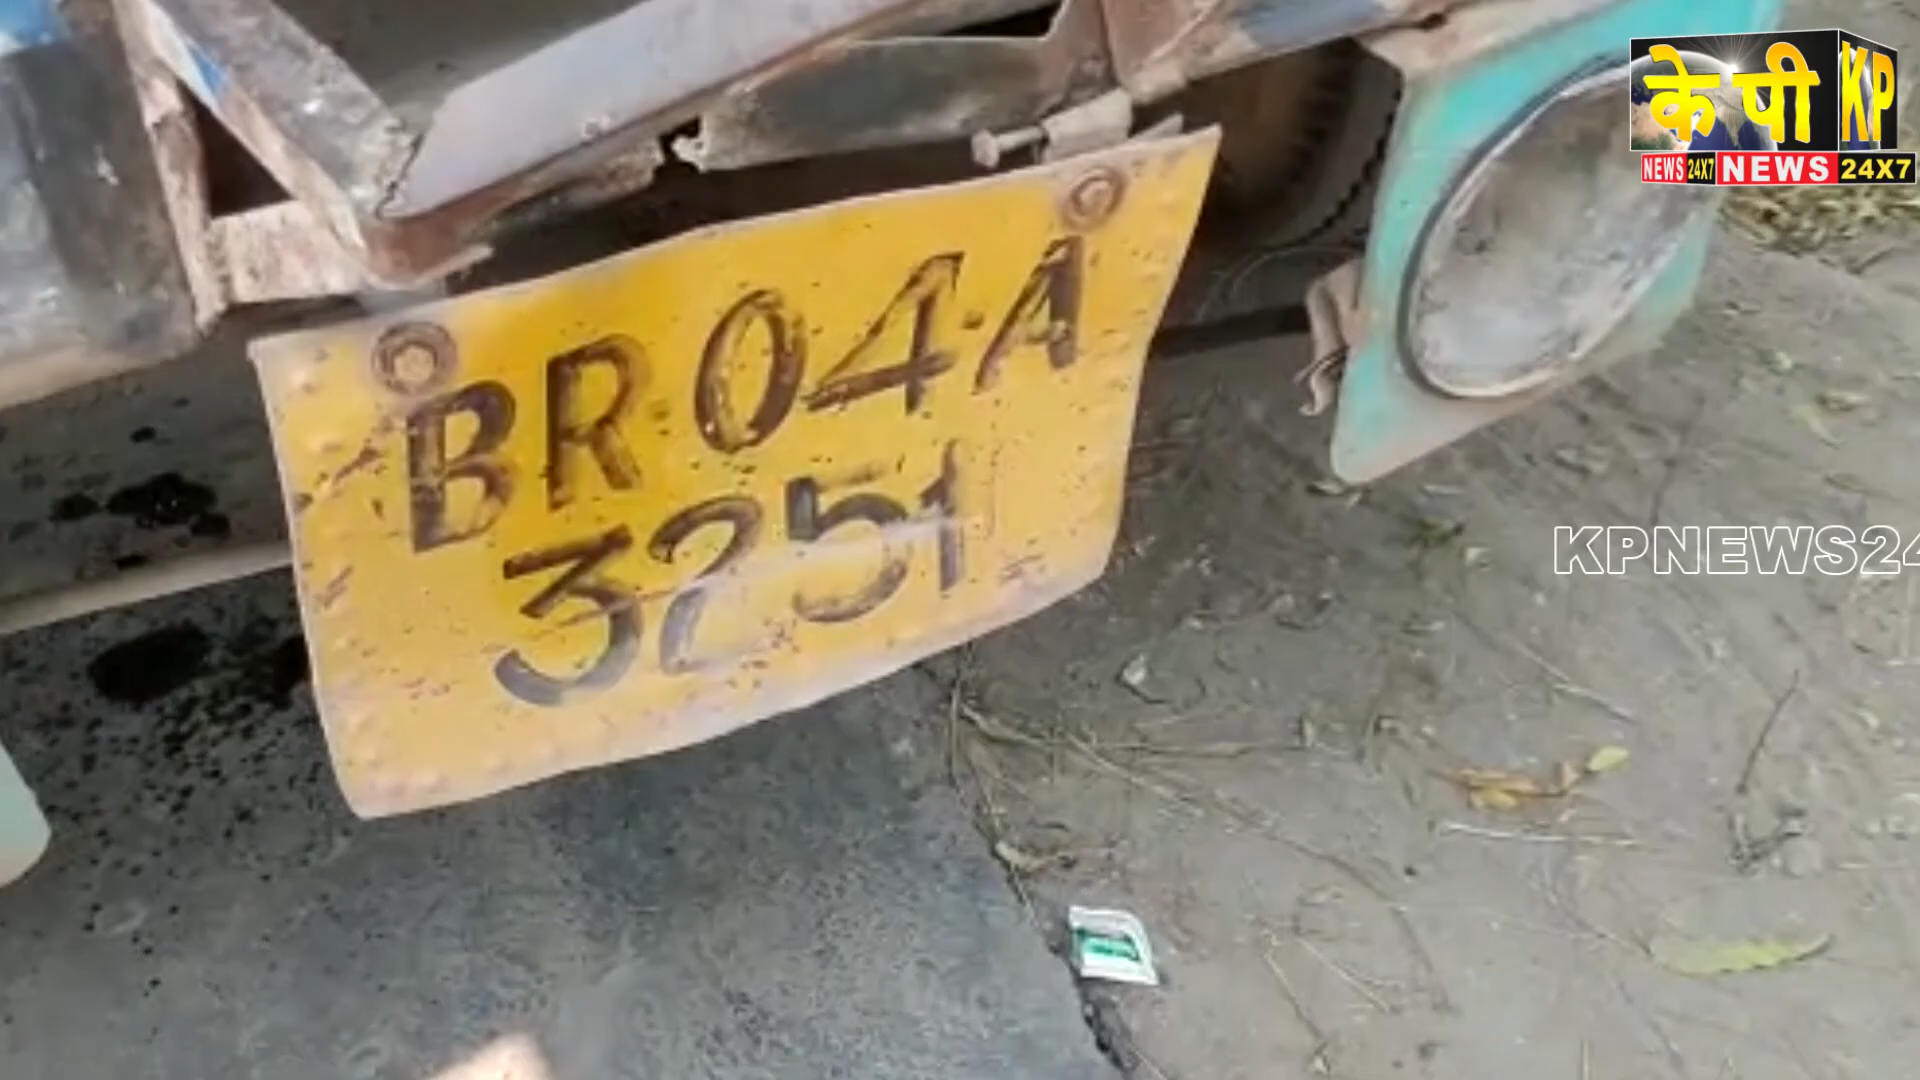 BR 04 A
3251
के पी KP
NEWS 24X7 NEWS 24X7
KPNEWS24